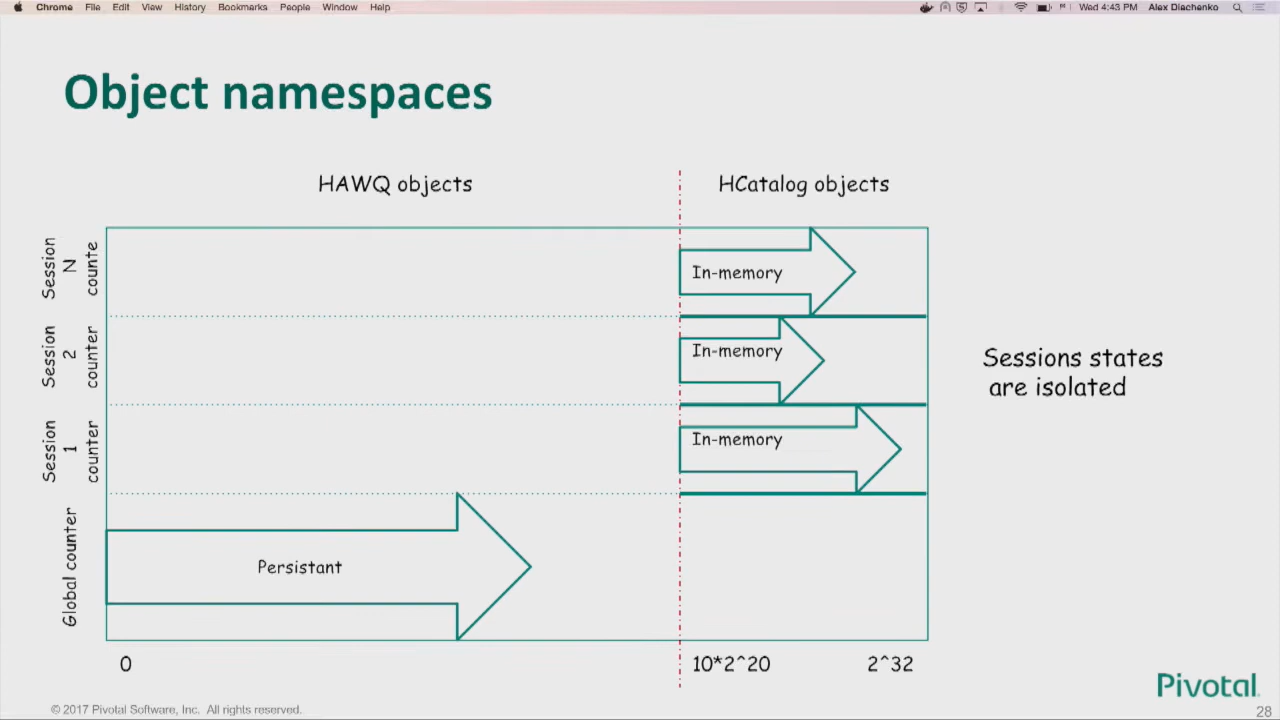 Chrome File Edit View History Bookmarks People Window Help
Wed 4:43 PM Alex Diachenko
Object namespaces
HAWQ objects
HCatalog objects
Session
N
counte
In-memory
Session
2
counter
In-memory
Sessions states
are isolated
Session
1
counter
In-memory
Global counter
Persistant
0
10*2^20
2^32
Pivotal
© 2017 Pivotal Software, Inc. All rights reserved.
28